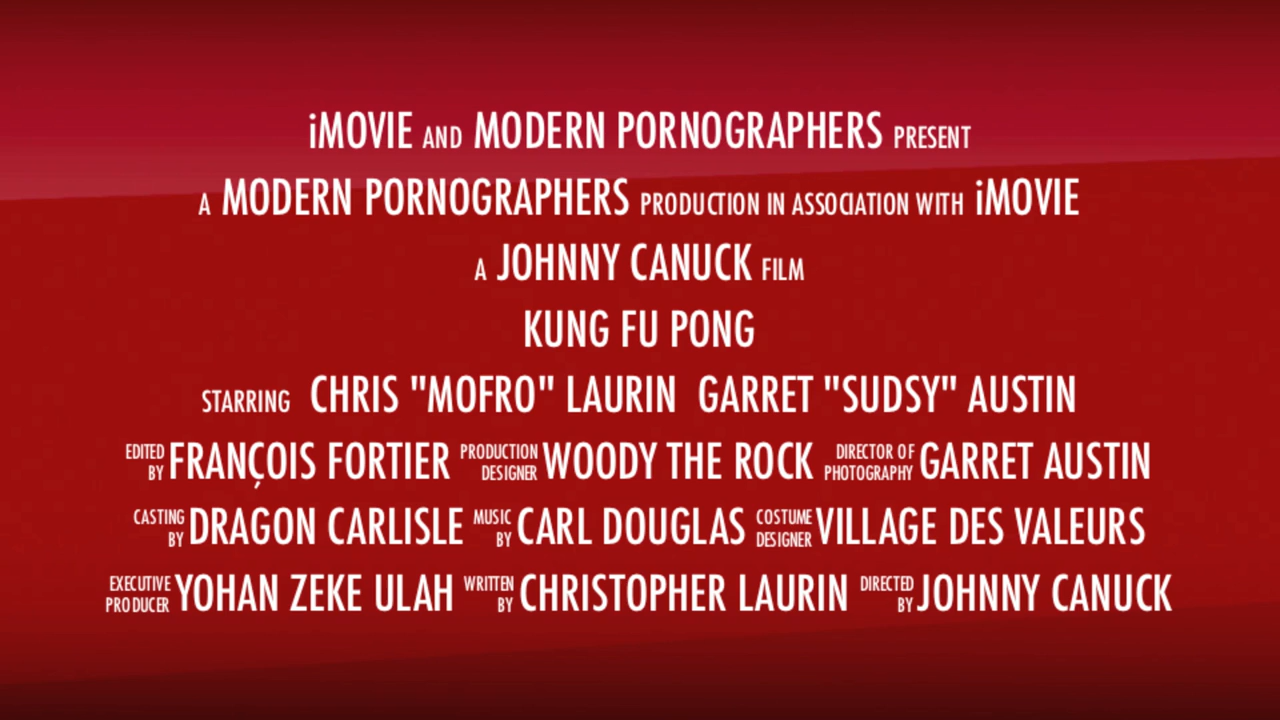 iMOVIE AND MODERN PORNOGRAPHERS PRESENT
A MODERN PORNOGRAPHERS PRODUCTION IN ASSOCIATION WITH iMOVIE
A JOHNNY CANUCK FILM
KUNG FU PONG
STARRING CHRIS "MOFRO" LAURIN GARRET "SUDSY" AUSTIN
EDITED BY FRANÇOIS FORTIER PRODUCTION DESIGNER WOODY THE ROCK DIRECTOR OF PHOTOGRAPHY GARRET AUSTIN
CASTING BY DRAGON CARLISLE MUSIC BY CARL DOUGLAS COSTUME DESIGNER VILLAGE DES VALEURS
EXECUTIVE PRODUCER YOHAN ZEKE ULAH WRITTEN BY CHRISTOPHER LAURIN DIRECTED BY JOHNNY CANUCK